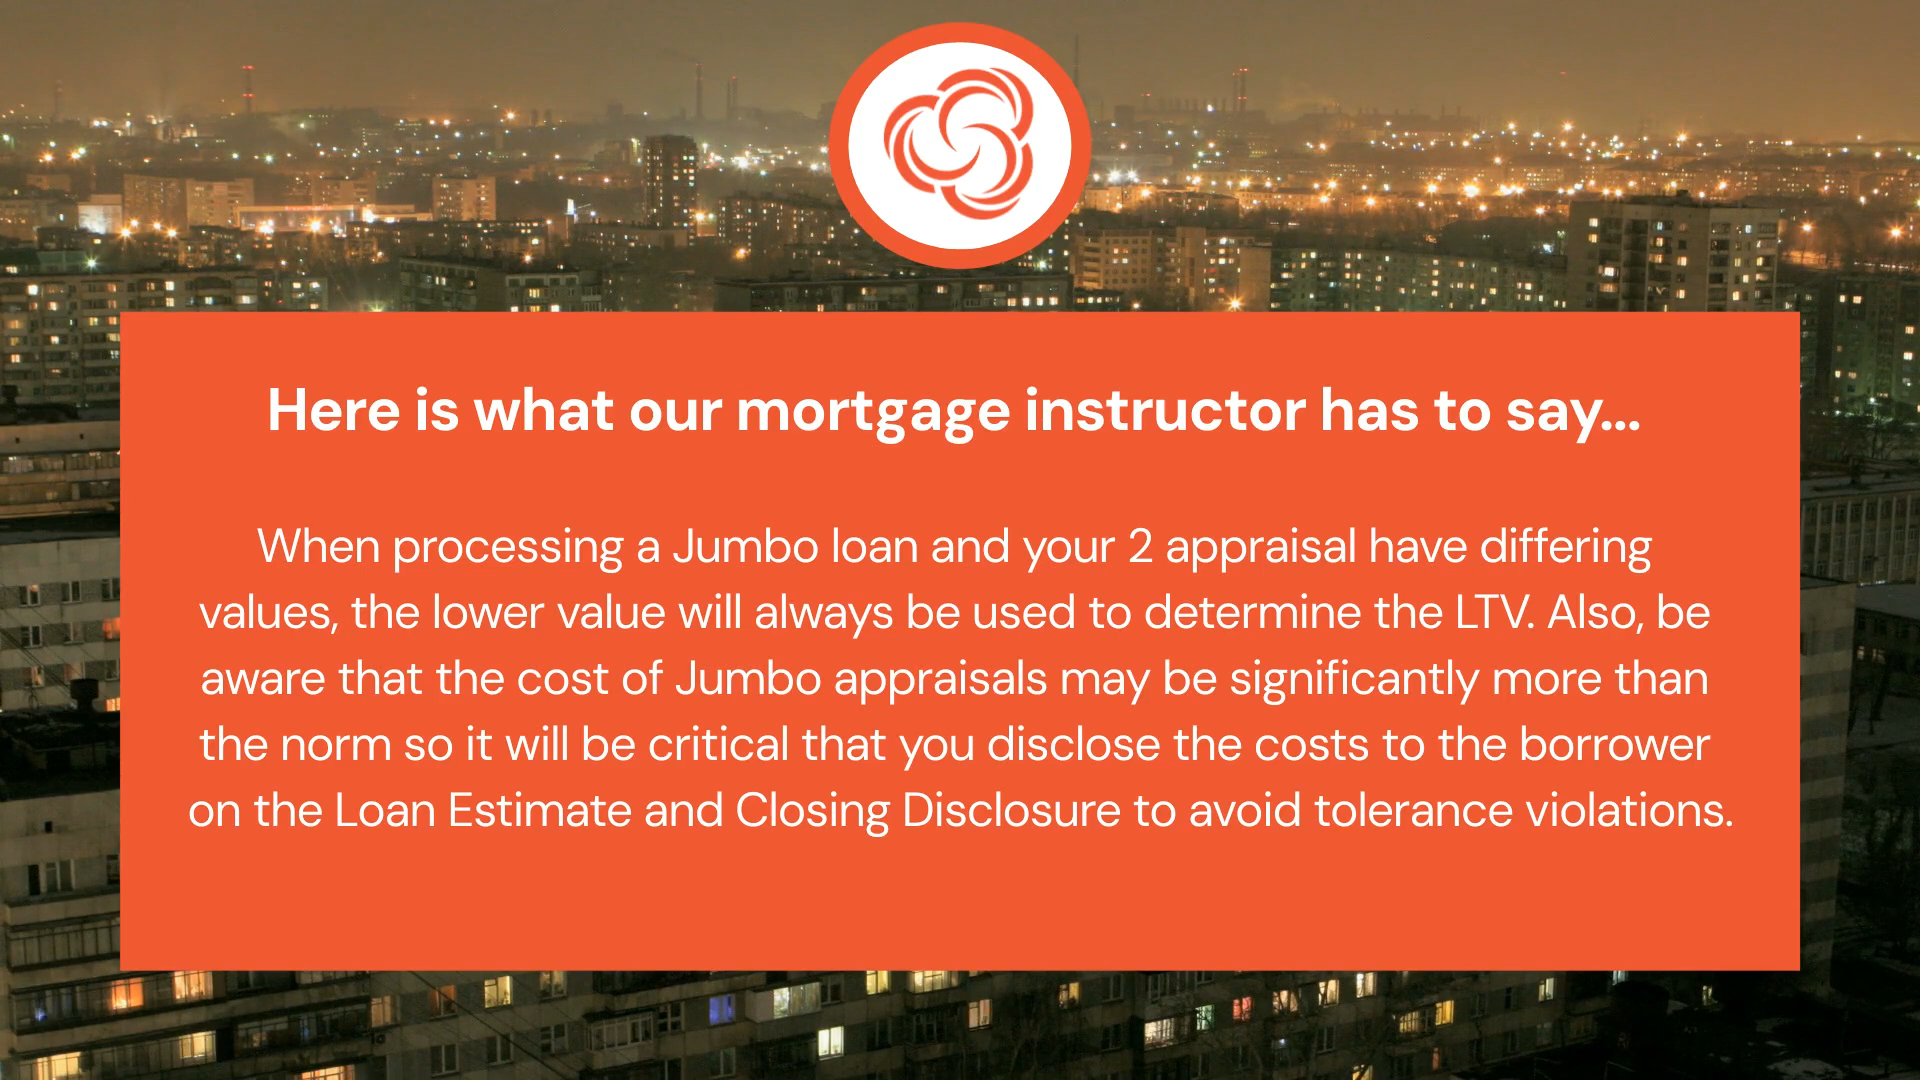 Here is what our mortgage instructor has to say...
When processing a Jumbo loan and your 2 appraisal have differing
values, the lower value will always be used to determine the LTV. Also, be
aware that the cost of Jumbo appraisals may be significantly more than
the norm so it will be critical that you disclose the costs to the borrower
on the Loan Estimate and Closing Disclosure to avoid tolerance violations.